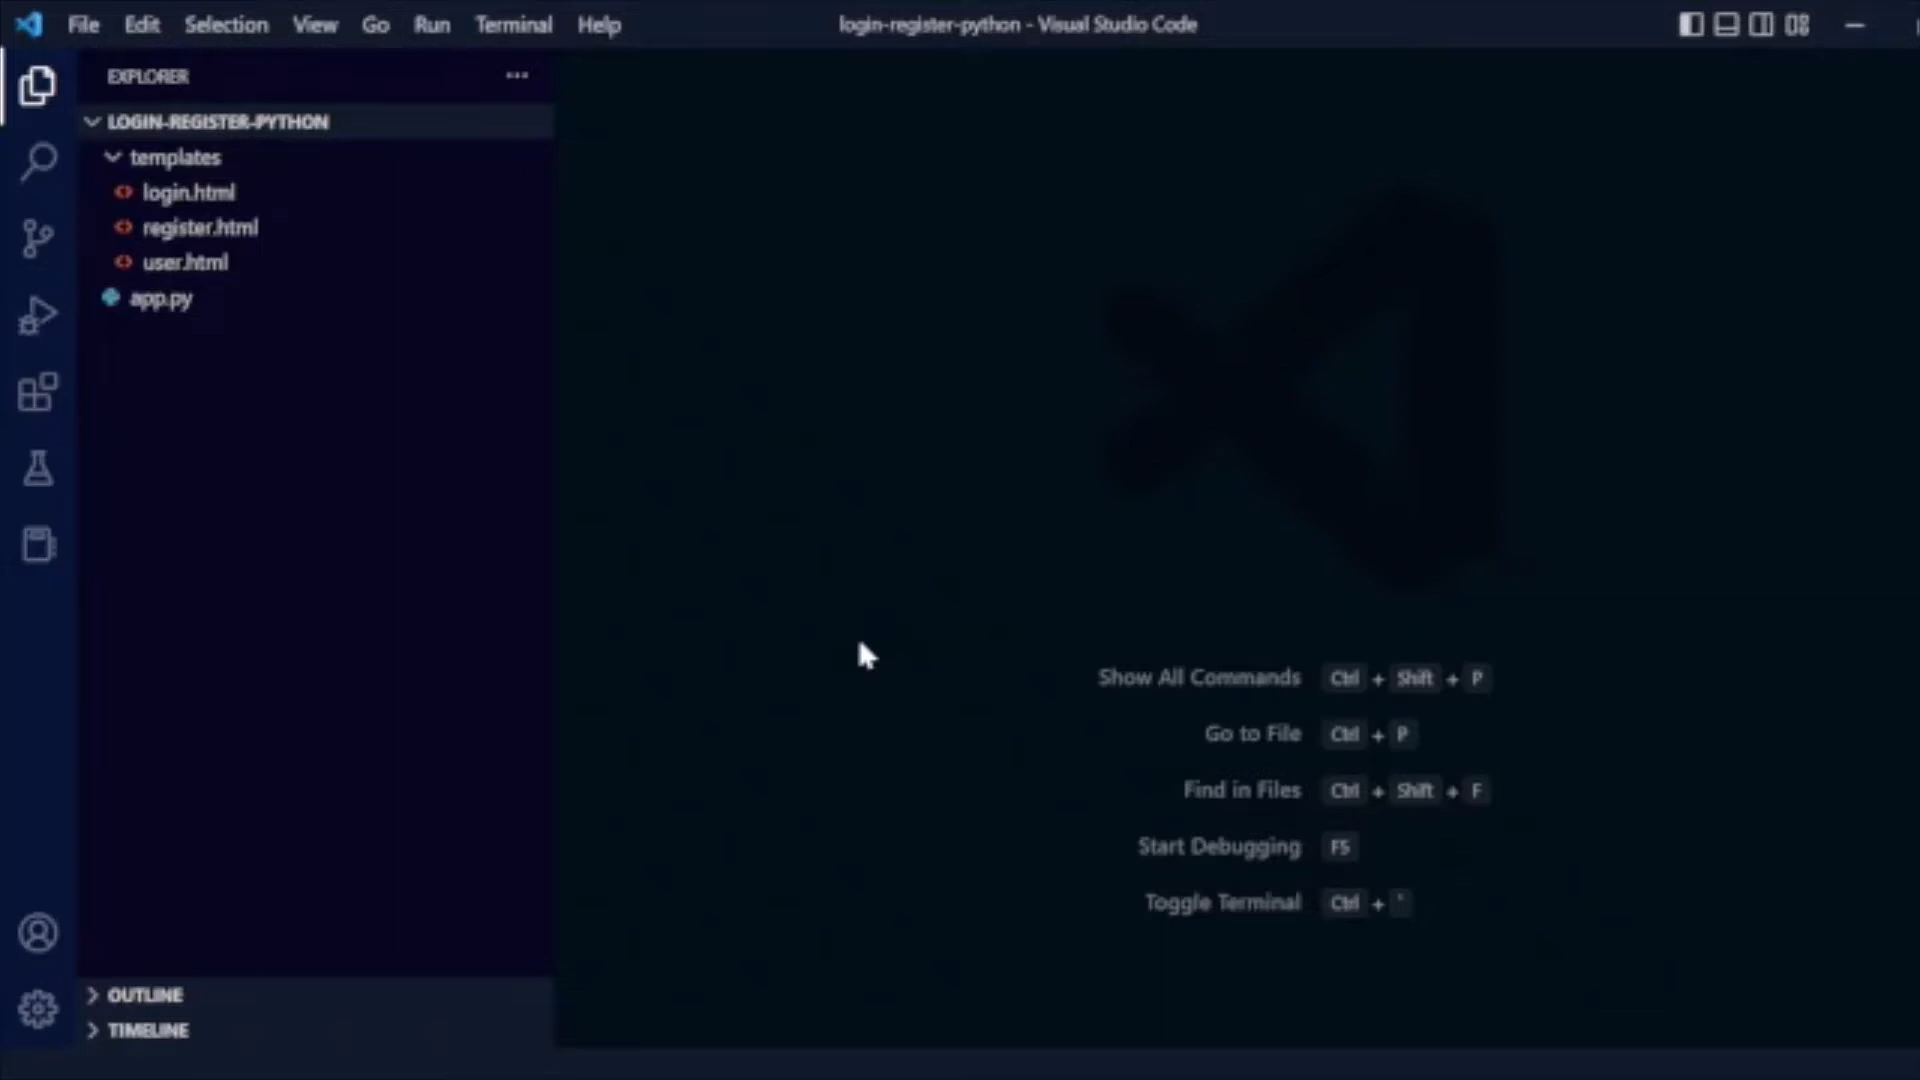 File Edit Selection View Go Run Terminal Help login-register-python - Visual Studio Code
EXPLORER
LOGIN-REGISTER-PYTHON
templates
login.html
register.html
user.html
app.py
Show All Commands Ctrl + Shift + P
Go to File Ctrl + P
Find in Files Ctrl + Shift + F
Start Debugging F5
Toggle Terminal Ctrl + `
OUTLINE
TIMELINE